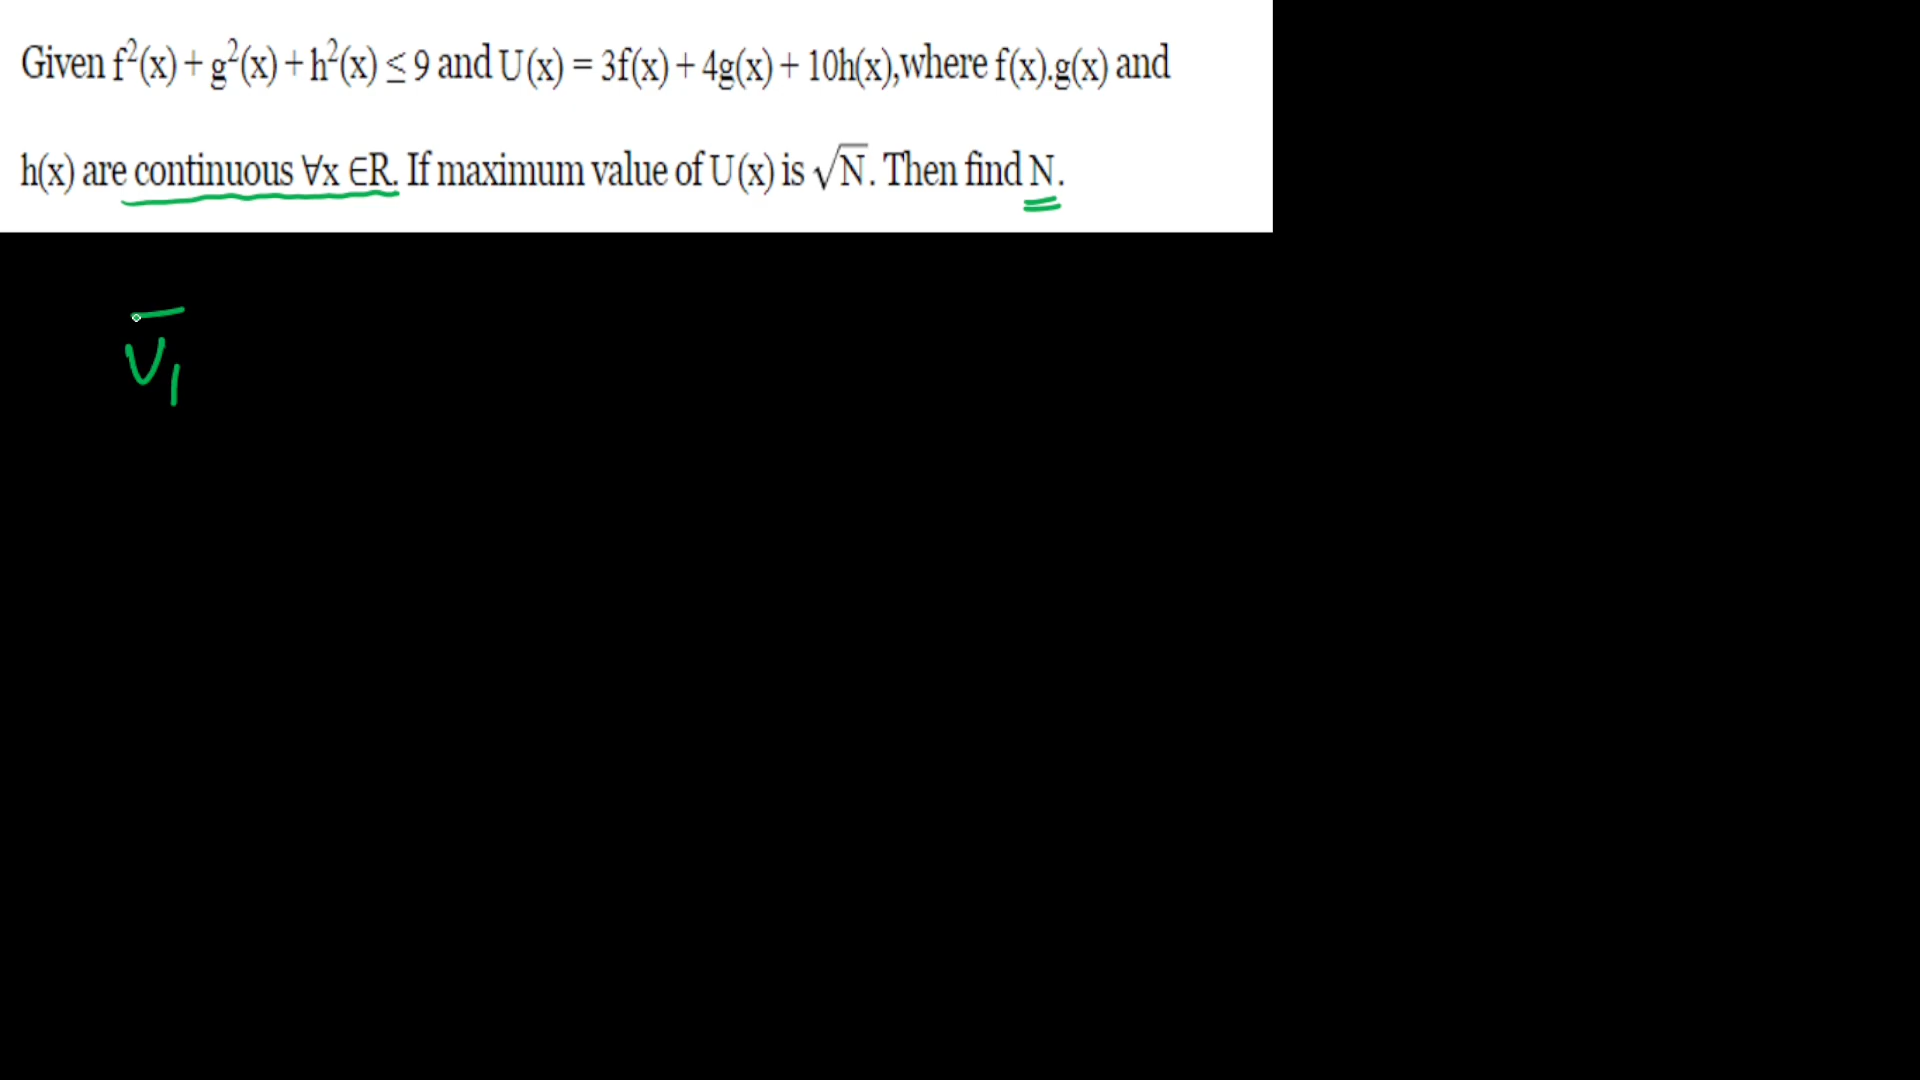 Given f²(x) + g²(x) + h²(x) ≤ 9 and U(x) = 3f(x) + 4g(x) + 10h(x),where f(x).g(x) and
h(x) are continuous ∀x ∈R. If maximum value of U(x) is √N. Then find N.
V̅₁